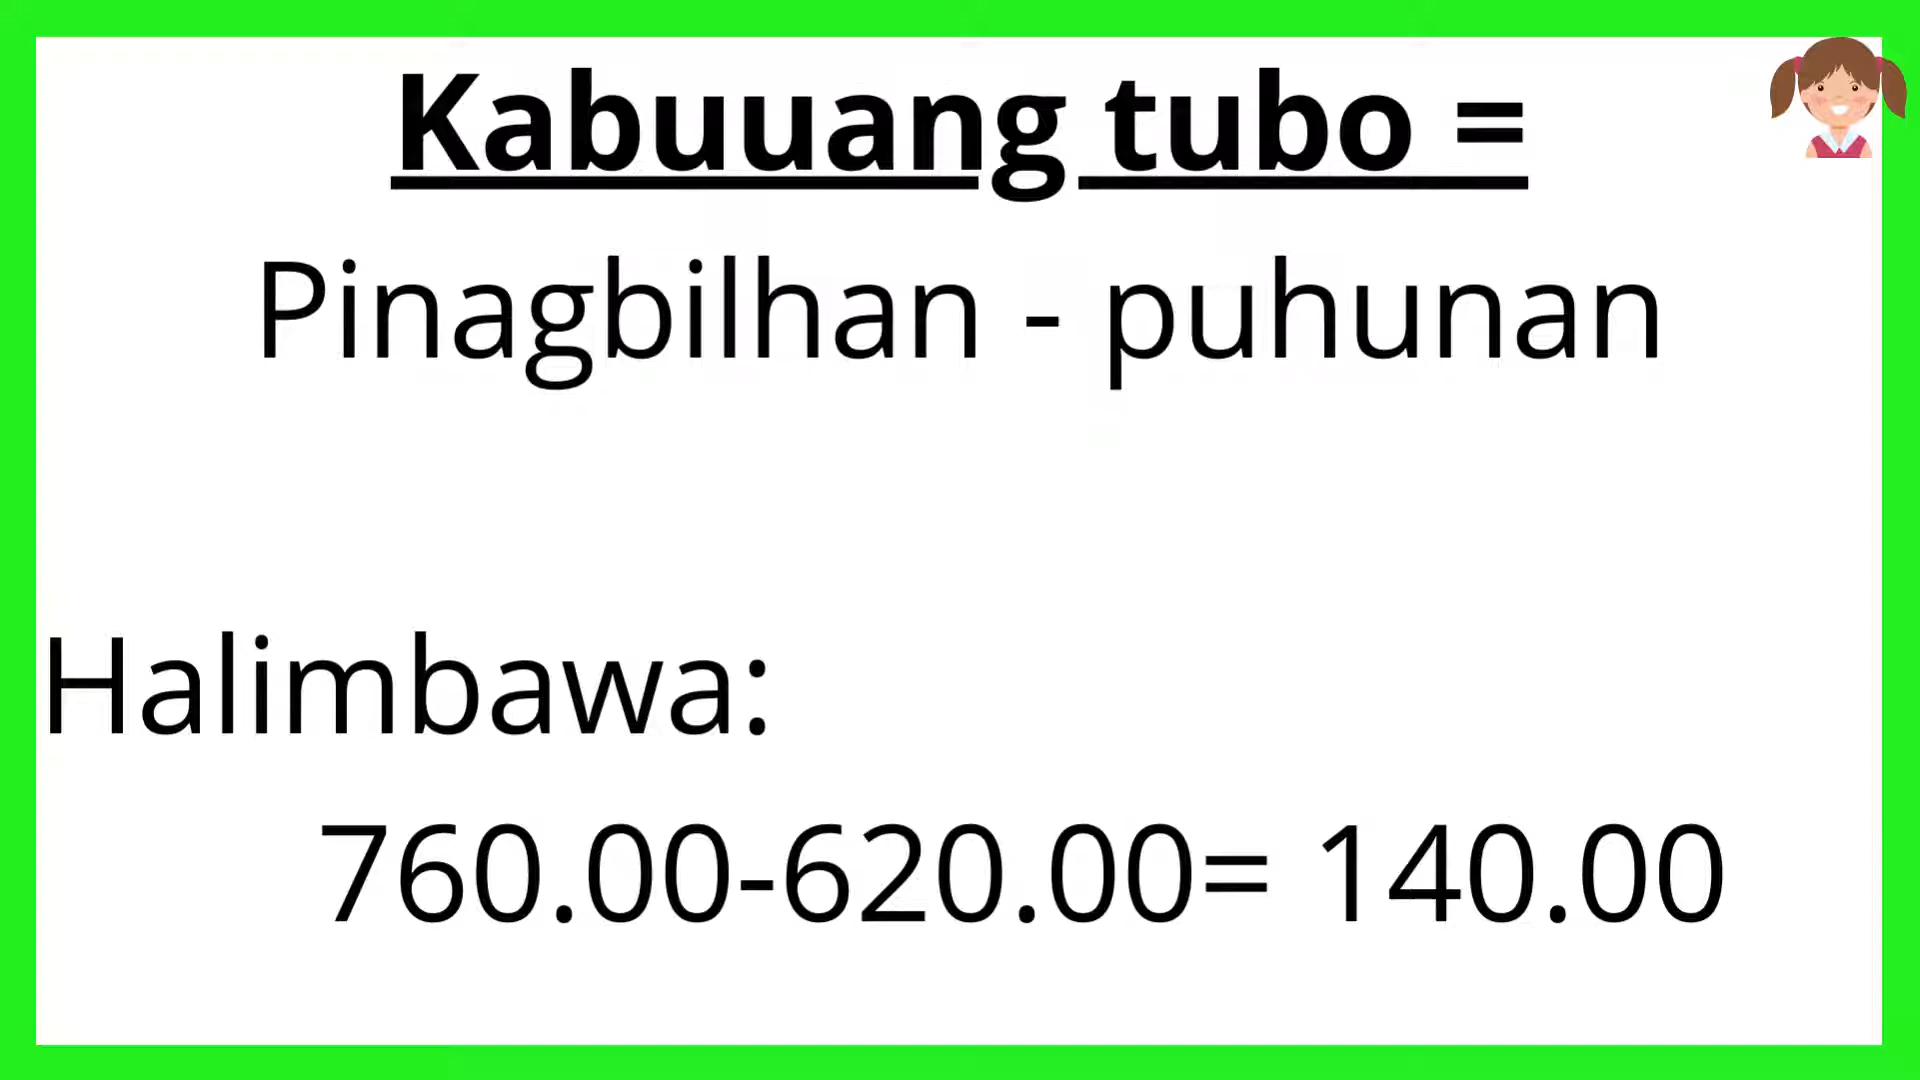 Kabuuang tubo =
Pinagbilhan - puhunan
Halimbawa:
760.00-620.00= 140.00